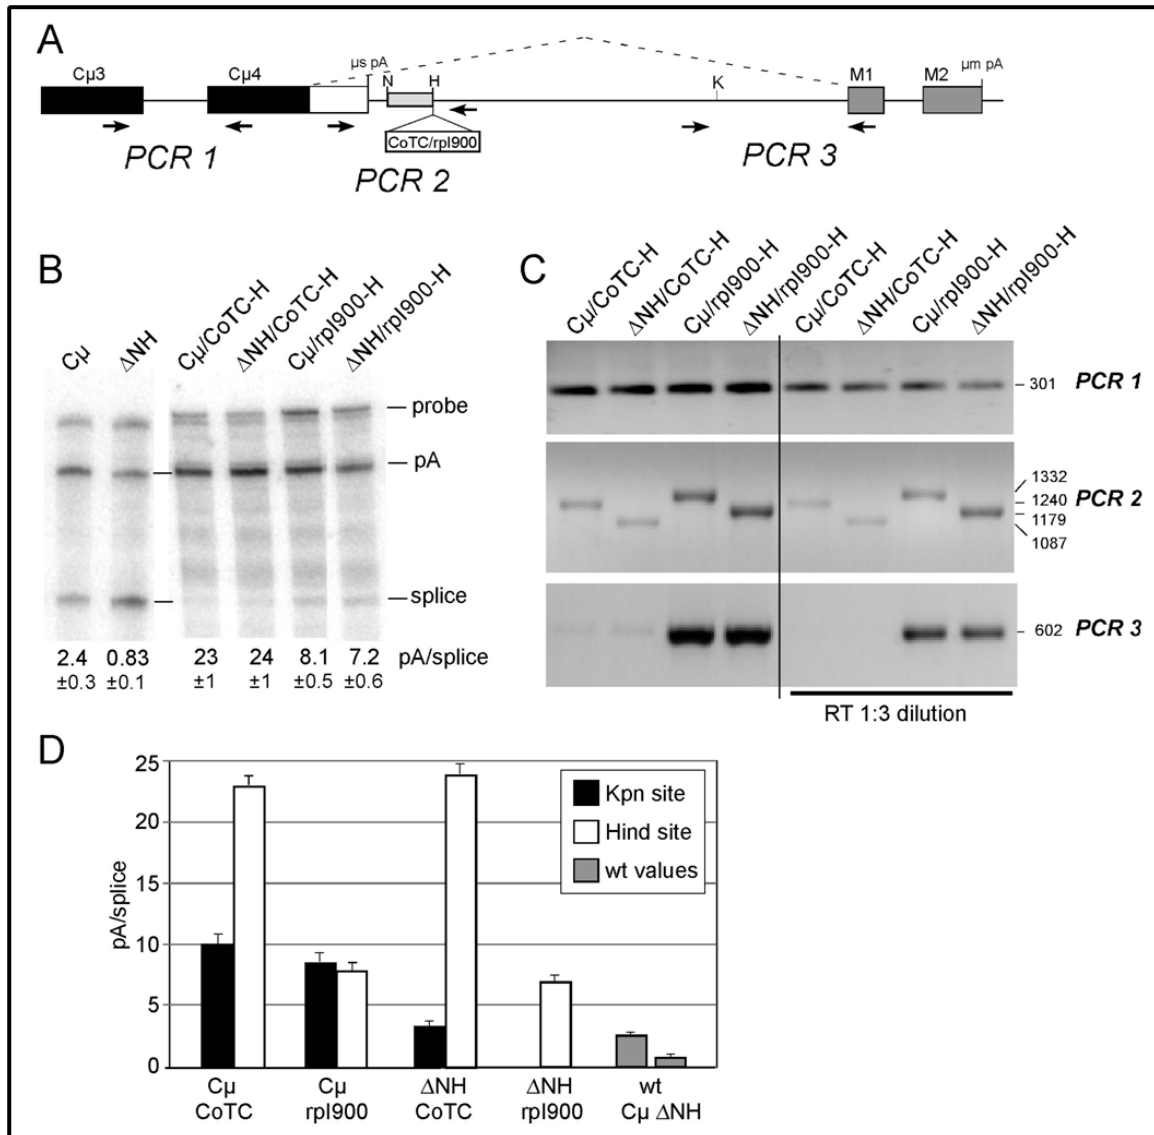 A
Cμ3
Cμ4
μs pA
N
H
K
M1
M2
μm pA
CoTC/rpl900
PCR 1
PCR 2
PCR 3
B
Cμ
ΔNH
Cμ/CoTC-H
ΔNH/CoTC-H
Cμ/rpl900-H
ΔNH/rpl900-H
probe
pA
splice
2.4 0.83 23 24 8.1 7.2 pA/splice
±0.3 ±0.1 ±1 ±1 ±0.5 ±0.6
C
Cμ/CoTC-H
ΔNH/CoTC-H
Cμ/rpl900-H
ΔNH/rpl900-H
Cμ/CoTC-H
ΔNH/CoTC-H
Cμ/rpl900-H
ΔNH/rpl900-H
301 PCR 1
1332
1240
1179
1087
PCR 2
602 PCR 3
RT 1:3 dilution
D
pA/splice
25
20
15
10
5
0
Kpn site
Hind site
wt values
Cμ
CoTC
Cμ
rpl900
ΔNH
CoTC
ΔNH
rpl900
wt
Cμ ΔNH